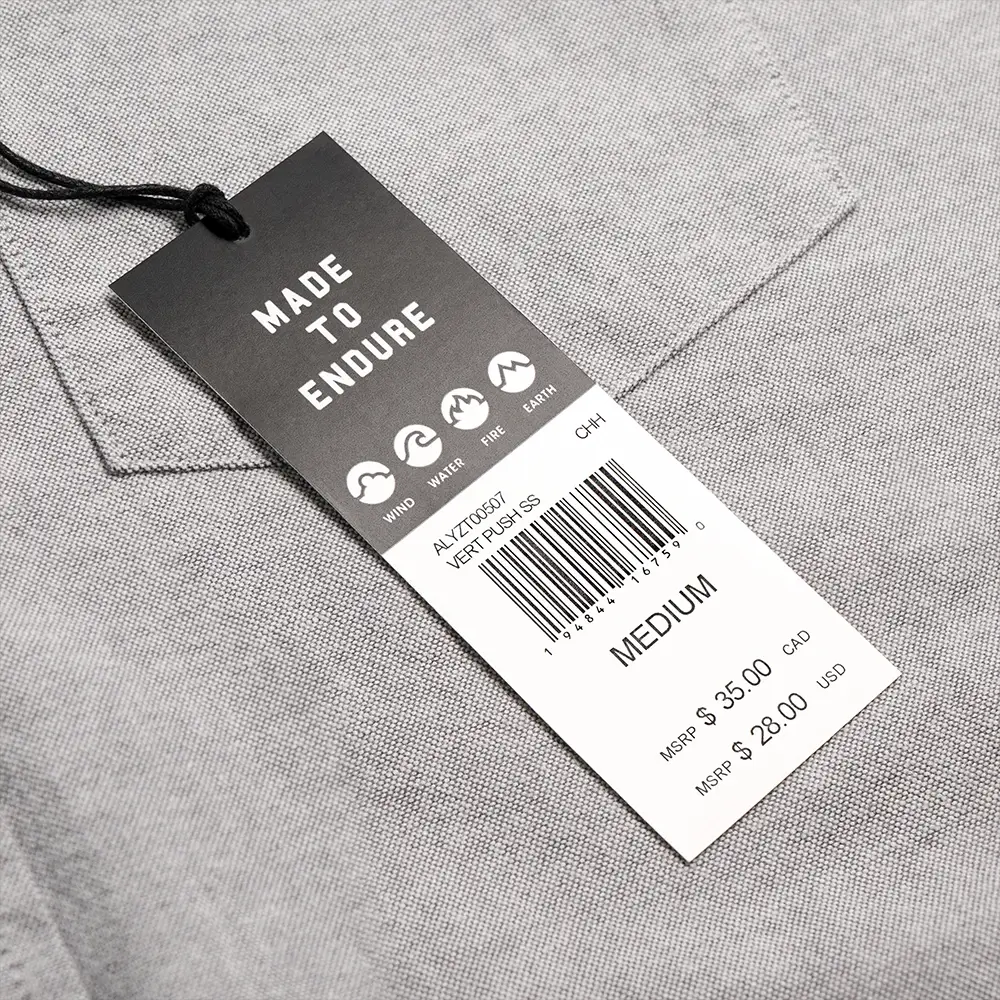 MADE
TO
ENDURE
WIND
WATER
FIRE
EARTH
CHH
ALYZT00507
VERT PUSH SS
1 94844 16759 0
MEDIUM
MSRP $ 35.00 CAD
MSRP $ 28.00 USD